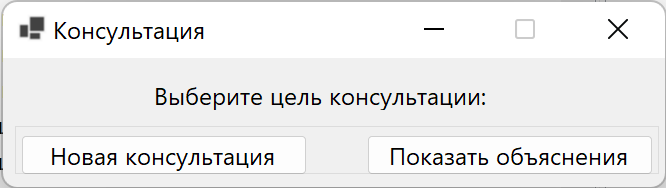 Консультация
Выберите цель консультации:
Новая консультация Показать объяснения